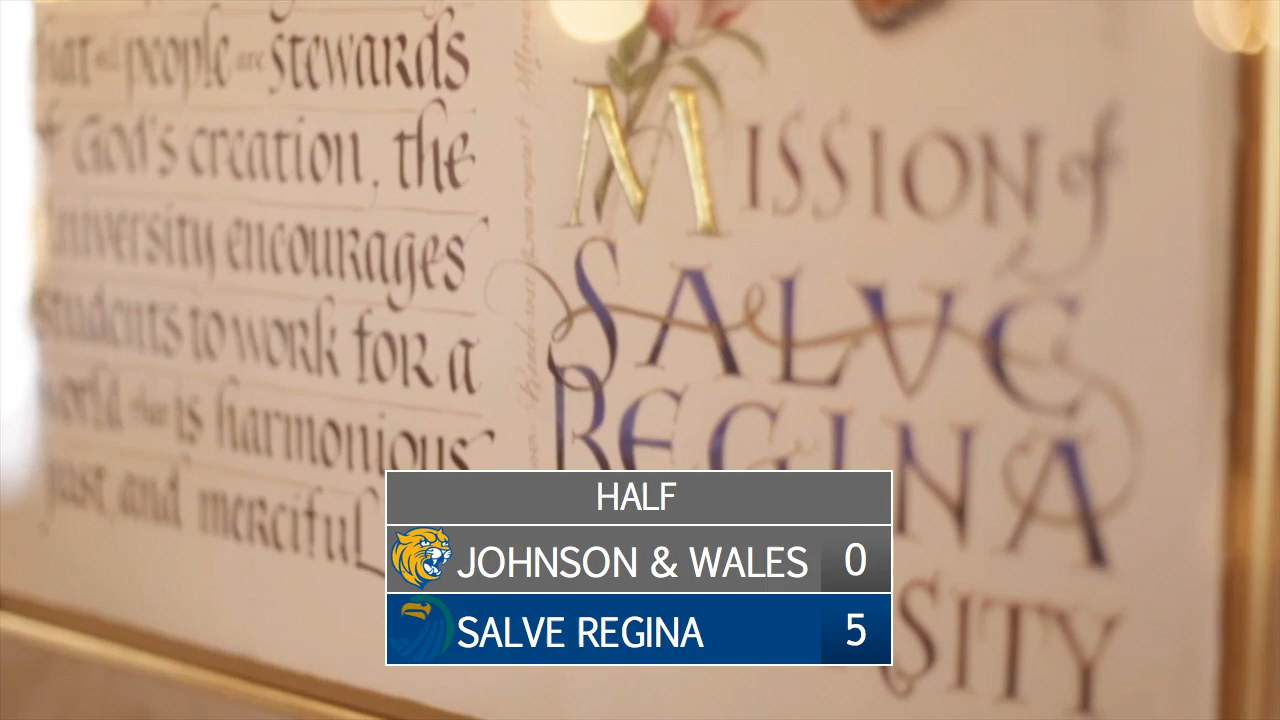 that all people are stewards
of God's creation, the
University encourages
students to work for a
world that is harmonious
just and merciful
MISSION of
SALVE
REGINA
SITY
HALF
JOHNSON & WALES 0
SALVE REGINA 5